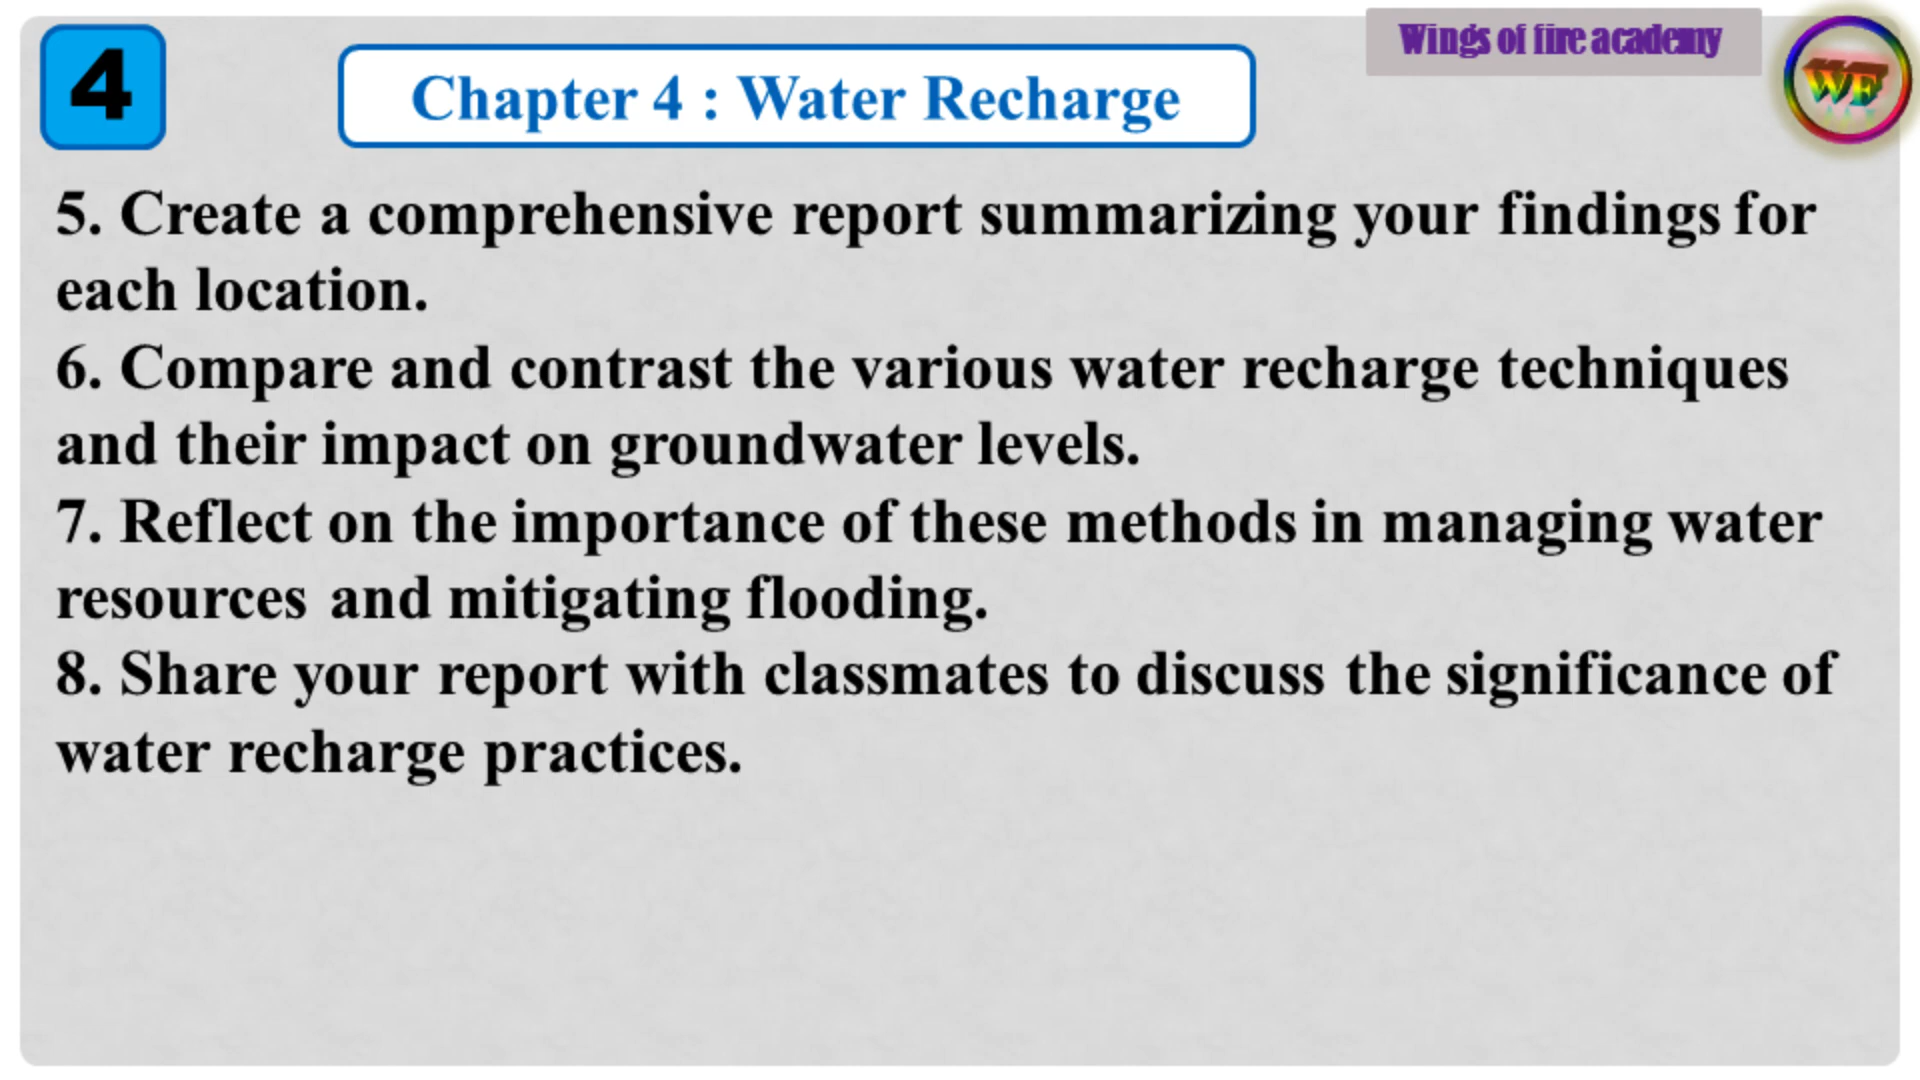 Wings of fire academy
WF
4
Chapter 4 : Water Recharge
5. Create a comprehensive report summarizing your findings for
each location.
6. Compare and contrast the various water recharge techniques
and their impact on groundwater levels.
7. Reflect on the importance of these methods in managing water
resources and mitigating flooding.
8. Share your report with classmates to discuss the significance of
water recharge practices.